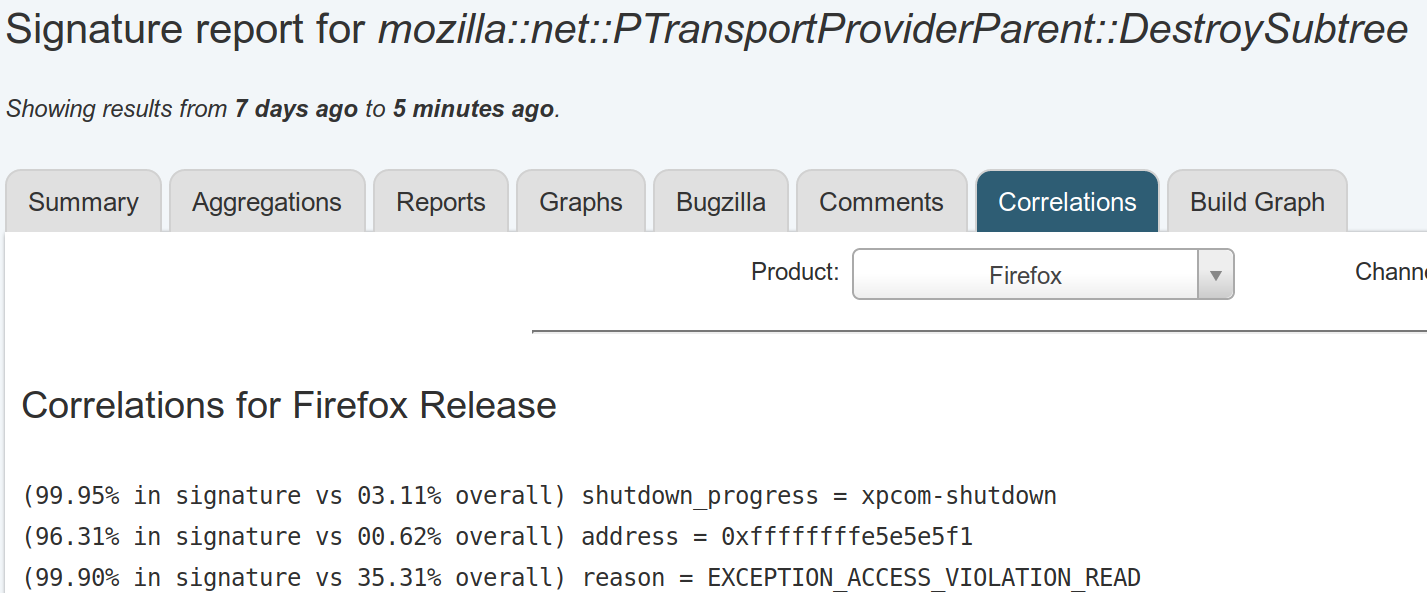 Signature report for mozilla::net::PTransportProviderParent::DestroySubtree
Showing results from 7 days ago to 5 minutes ago.
Summary Aggregations Reports Graphs Bugzilla Comments Correlations Build Graph
Product: Firefox Channe
Correlations for Firefox Release
(99.95% in signature vs 03.11% overall) shutdown_progress = xpcom-shutdown
(96.31% in signature vs 00.62% overall) address = 0xffffffffe5e5e5f1
(99.90% in signature vs 35.31% overall) reason = EXCEPTION_ACCESS_VIOLATION_READ